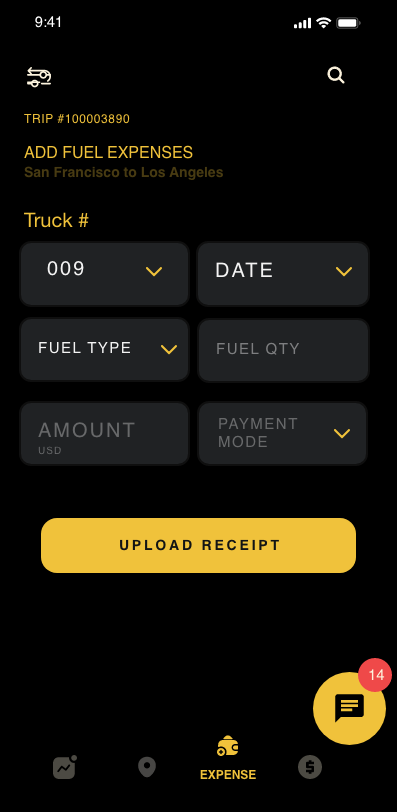 9:41
TRIP #100003890
ADD FUEL EXPENSES
San Francisco to Los Angeles
Truck #
009
DATE
FUEL TYPE
FUEL QTY
AMOUNT
USD
PAYMENT
MODE
UPLOAD RECEIPT
14
$
EXPENSE